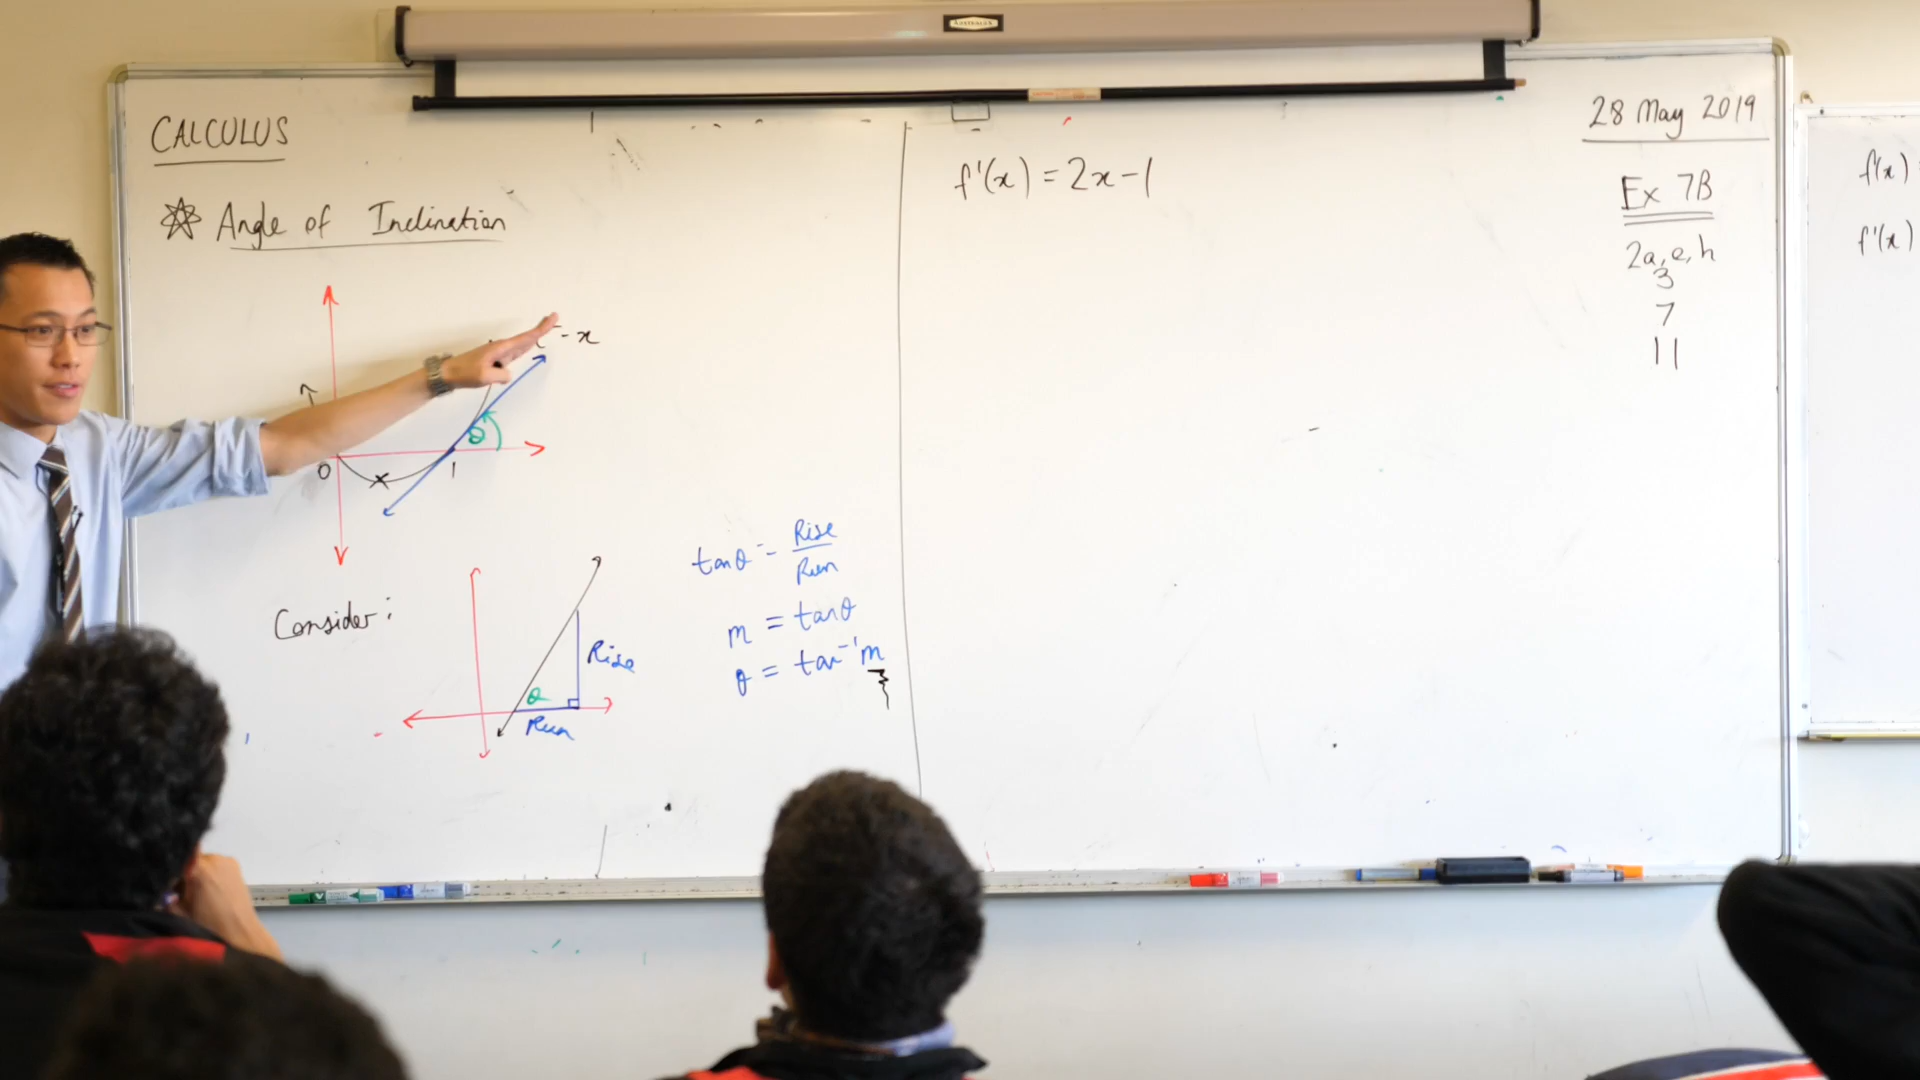 CALCULUS
Angle of Inclination
- x
θ
0
1
Consider:
θ
Rise
Run
tanθ = Rise
Run
m = tanθ
θ = tan⁻¹m
f'(x) = 2x-1
28 May 2019
Ex 7B
2a, e, h
3
7
11
f(x)
f'(x)